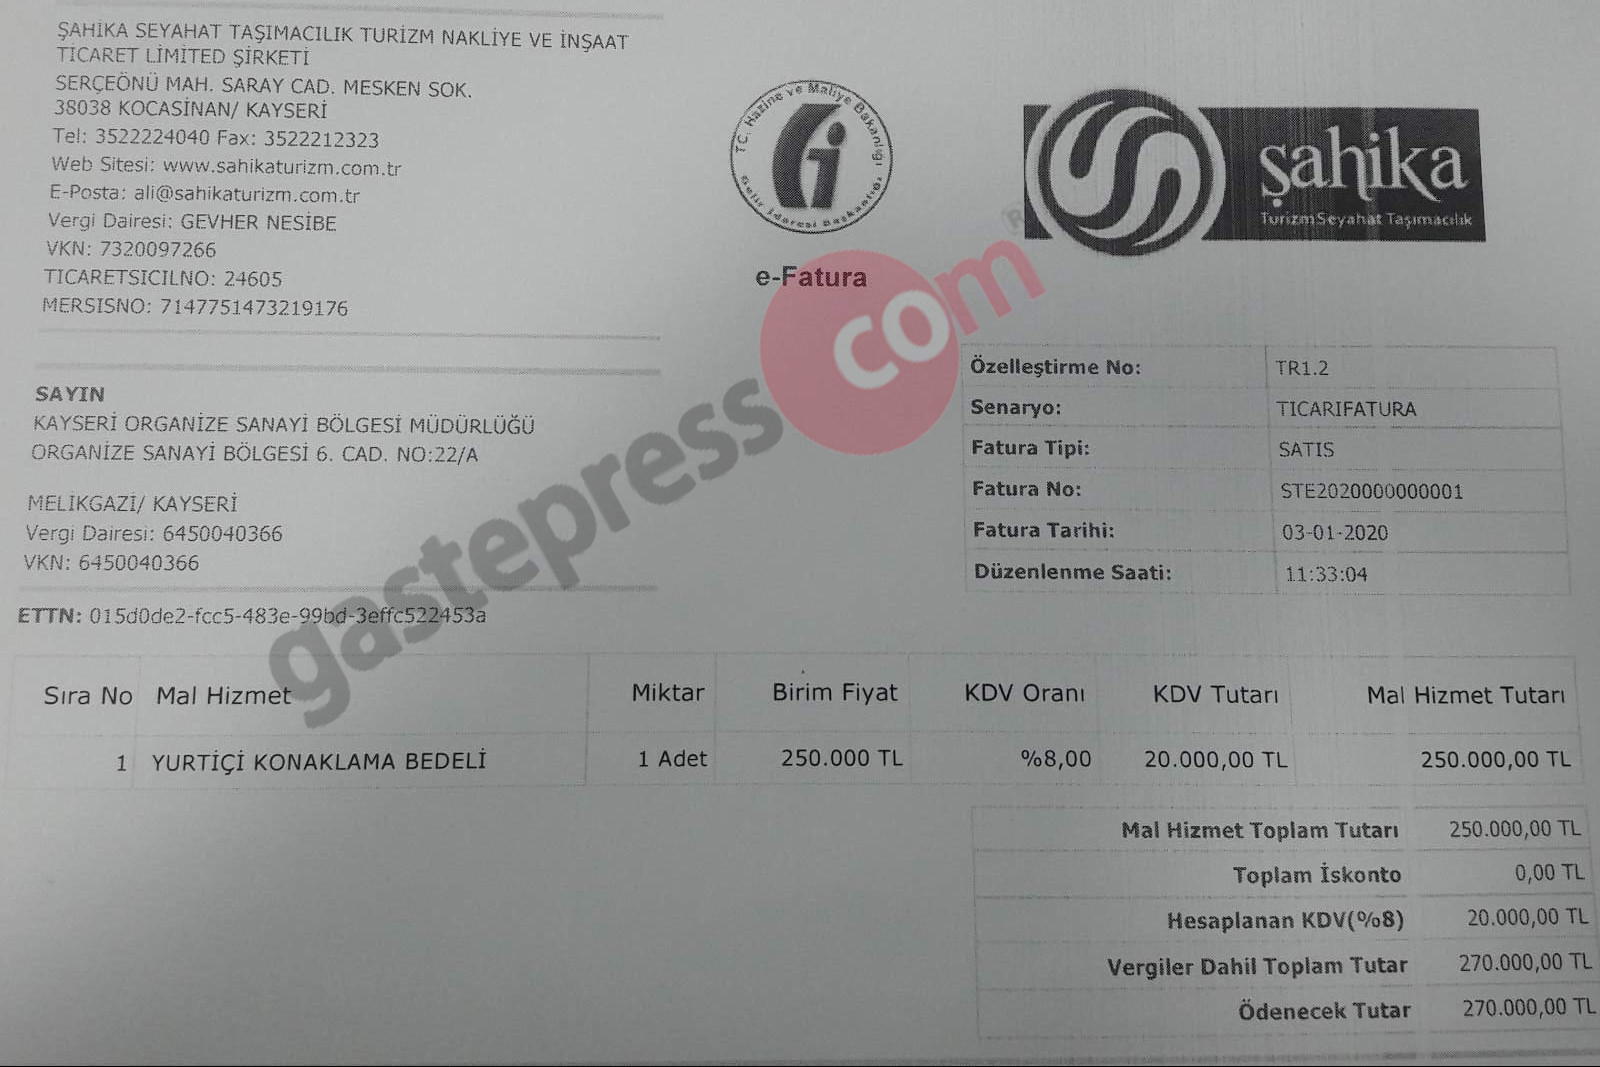 ŞAHİKA SEYAHAT TAŞIMACILIK TURİZM NAKLİYE VE İNŞAAT
TİCARET LİMİTED ŞİRKETİ
SERÇEÖNÜ MAH. SARAY CAD. MESKEN SOK.
38038 KOCASİNAN/ KAYSERİ
Tel: 3522224040 Fax: 3522212323
Web Sitesi: www.sahikaturizm.com.tr
E-Posta: ali@sahikaturizm.com.tr
Vergi Dairesi: GEVHER NESİBE
VKN: 7320097266
TICARETSICILNO: 24605
MERSISNO: 7147751473219176
T.C. Hazine ve Maliye Bakanlığı
Gelir İdaresi Başkanlığı
e-Fatura
şahika
Turizm Seyahat Taşımacılık
gastepress.com®
SAYIN
KAYSERİ ORGANİZE SANAYİ BÖLGESİ MÜDÜRLÜĞÜ
ORGANİZE SANAYİ BÖLGESİ 6. CAD. NO:22/A
MELİKGAZİ/ KAYSERİ
Vergi Dairesi: 6450040366
VKN: 6450040366
ETTN: 015d0de2-fcc5-483e-99bd-3effc522453a
Özelleştirme No: TR1.2
Senaryo: TICARIFATURA
Fatura Tipi: SATIS
Fatura No: STE2020000000001
Fatura Tarihi: 03-01-2020
Düzenlenme Saati: 11:33:04
Sıra No Mal Hizmet Miktar Birim Fiyat KDV Oranı KDV Tutarı Mal Hizmet Tutarı
1 YURTİÇİ KONAKLAMA BEDELİ 1 Adet 250.000 TL %8,00 20.000,00 TL 250.000,00 TL
Mal Hizmet Toplam Tutarı 250.000,00 TL
Toplam İskonto 0,00 TL
Hesaplanan KDV(%8) 20.000,00 TL
Vergiler Dahil Toplam Tutar 270.000,00 TL
Ödenecek Tutar 270.000,00 TL